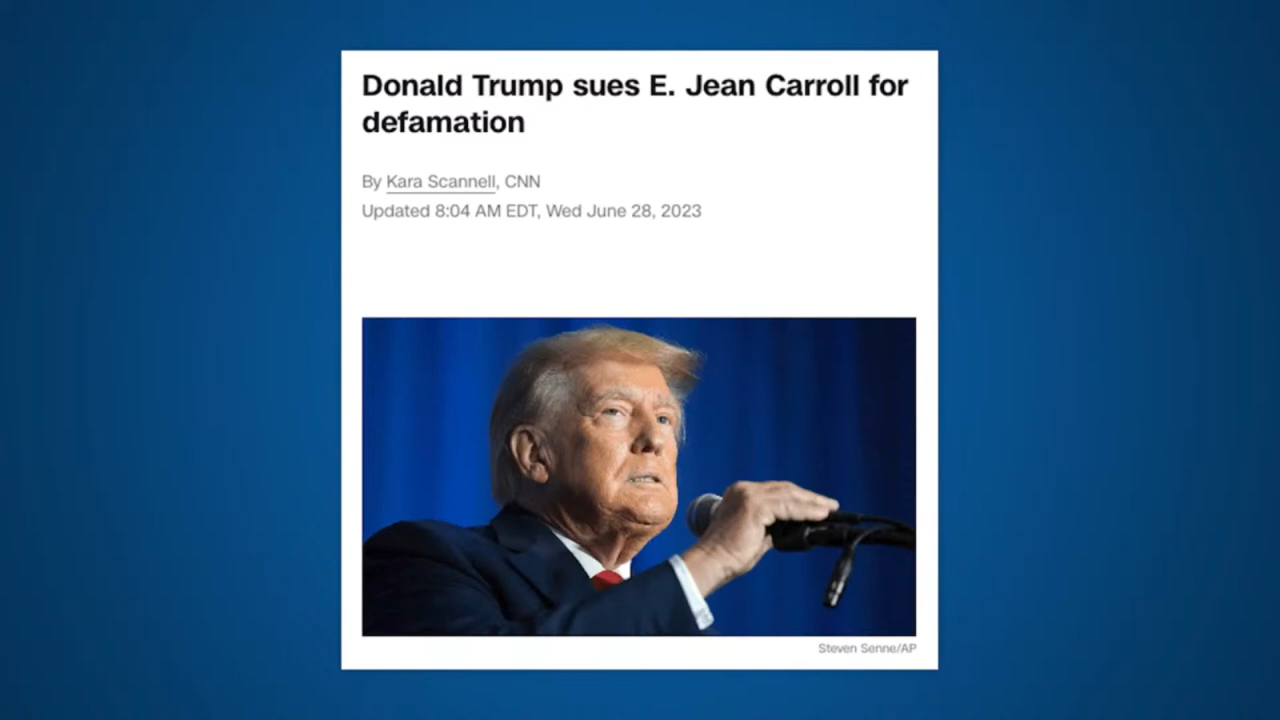 Donald Trump sues E. Jean Carroll for
defamation
By Kara Scannell, CNN
Updated 8:04 AM EDT, Wed June 28, 2023
Steven Senne/AP